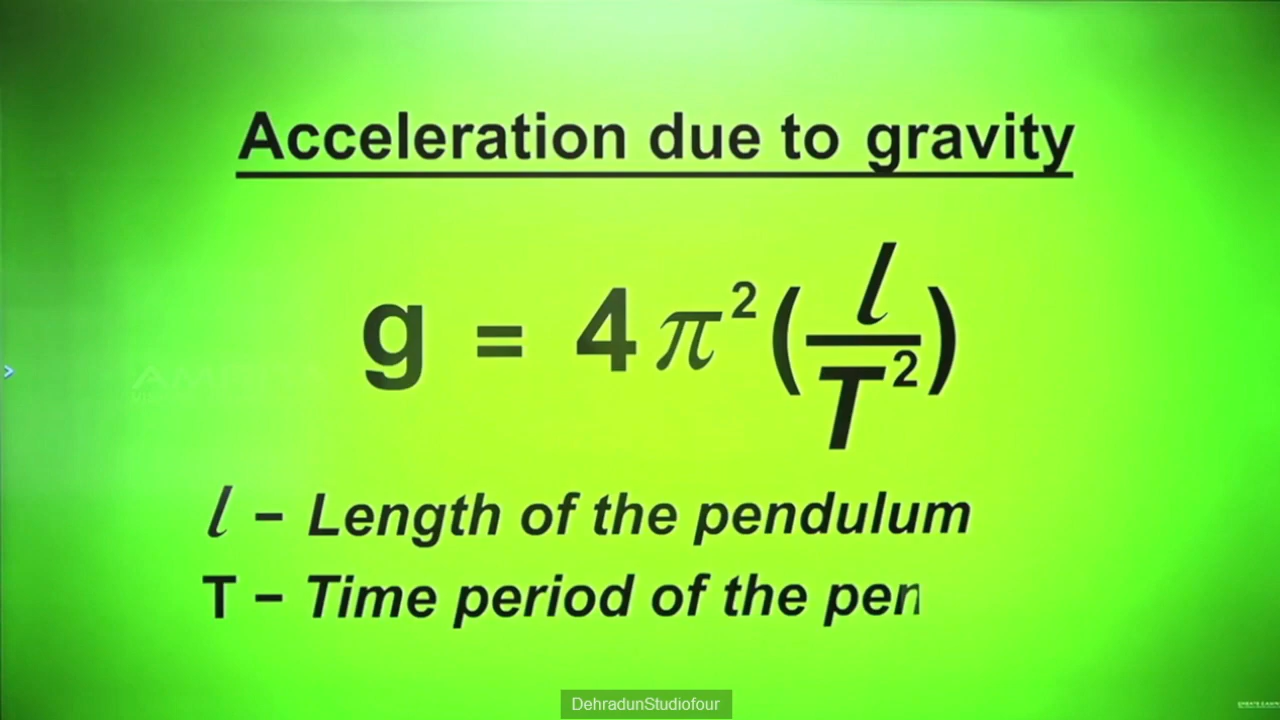 Acceleration due to gravity
g = 4π²(l/T²)
l – Length of the pendulum
T – Time period of the pen
DehradunStudiofour